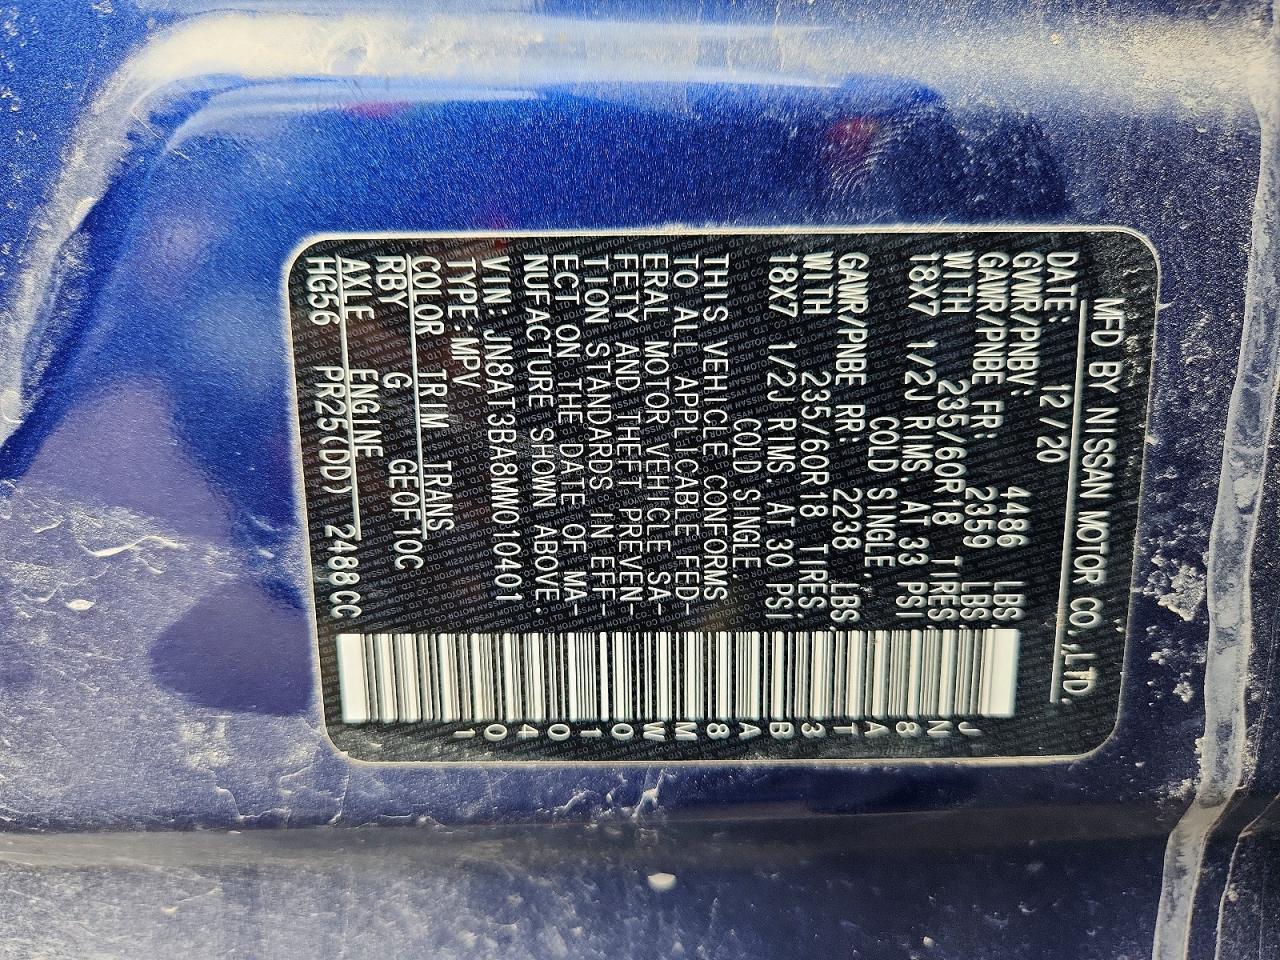 MFD BY NISSAN MOTOR CO.,LTD.
DATE: 12/20
GVWR/PNBV: 4486 LBS
GAWR/PNBE FR: 2359 LBS
WITH 235/60R18 TIRES
18X7 1/2J RIMS. AT 33 PSI
COLD SINGLE.
GAWR/PNBE RR: 2238 LBS.
WITH 235/60R18 TIRES.
18X7 1/2J RIMS. AT 30 PSI
COLD SINGLE.
THIS VEHICLE CONFORMS
TO ALL APPLICABLE FED-
ERAL MOTOR VEHICLE SA-
FETY AND THEFT PREVEN-
TION STANDARDS IN EFF-
ECT ON THE DATE OF MA-
NUFACTURE SHOWN ABOVE.
VIN: JN8AT3BA8MW010401
TYPE: MPV
COLOR TRIM TRANS
RBY G GEOF10C
AXLE ENGINE
HG56 PR25(DD) 2488CC
JN8AT3BA8MW010401